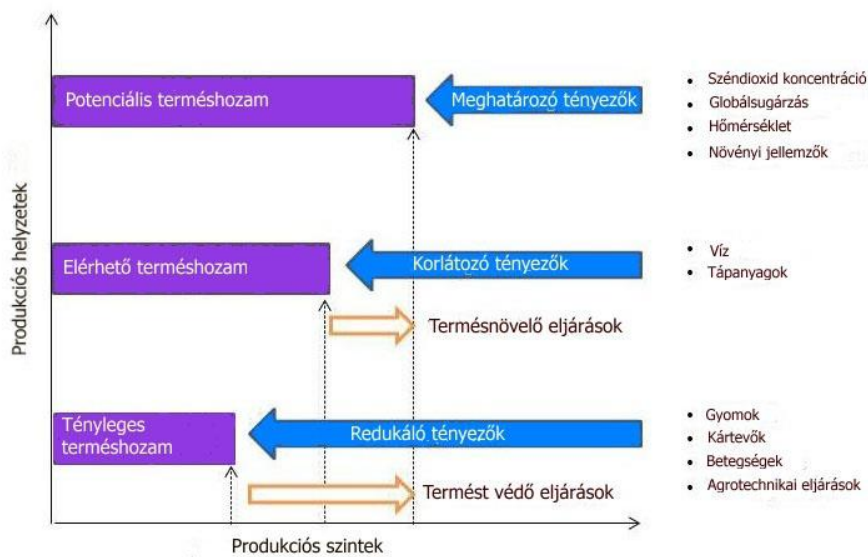 Potenciális terméshozam
Meghatározó tényezők
Széndioxid koncentráció
Globálsugárzás
Hőmérséklet
Növényi jellemzők
Produkciós helyzetek
Elérhető terméshozam
Korlátozó tényezők
Víz
Tápanyagok
Termésnövelő eljárások
Tényleges
terméshozam
Redukáló tényezők
Gyomok
Kártevők
Betegségek
Agrotechnikai eljárások
Termést védő eljárások
Produkciós szintek